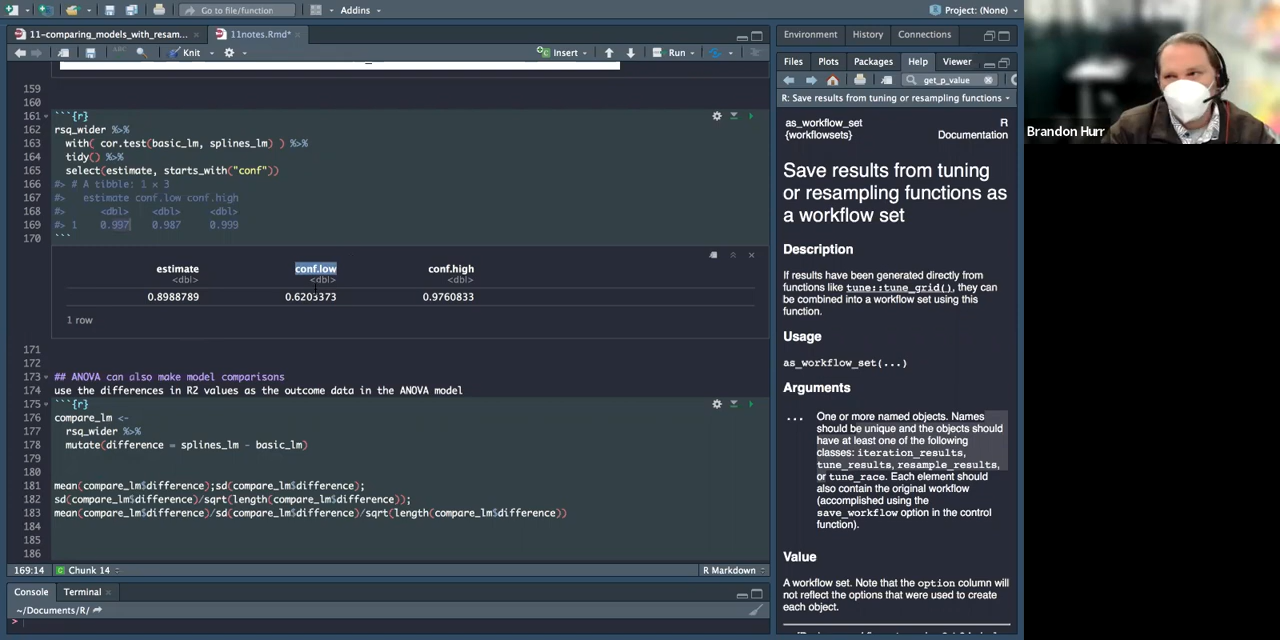 Go to file/function
Addins
Project: (None)
11-comparing_models_with_resam...
11notes.Rmd*
Knit
Insert
Run
159
160
161 ```{r}
162 rsq_wider %>%
163 with( cor.test(basic_lm, splines_lm) ) %>%
164 tidy() %>%
165 select(estimate, starts_with("conf"))
166 #> # A tibble: 1 × 3
167 #> estimate conf.low conf.high
168 #> <dbl> <dbl> <dbl>
169 #> 1 0.997 0.987 0.999
170 ```
estimate conf.low conf.high
<dbl> <dbl> <dbl>
0.8988789 0.6203373 0.9760833
1 row
171
172
173 ## ANOVA can also make model comparisons
174 use the differences in R2 values as the outcome data in the ANOVA model
175 ```{r}
176 compare_lm <-
177 rsq_wider %>%
178 mutate(difference = splines_lm - basic_lm)
179
180
181 mean(compare_lm$difference);sd(compare_lm$difference);
182 sd(compare_lm$difference)/sqrt(length(compare_lm$difference));
183 mean(compare_lm$difference)/sd(compare_lm$difference)/sqrt(length(compare_lm$difference))
184
185
186
169:14 Chunk 14 R Markdown
Console Terminal
~/Documents/R/
>
Environment History Connections
Files Plots Packages Help Viewer
get_p_value
R: Save results from tuning or resampling functions
as_workflow_set R
{workflowsets} Documentation
Save results from tuning
or resampling functions as
a workflow set
Description
If results have been generated directly from
functions like tune::tune_grid(), they can
be combined into a workflow set using this
function.
Usage
as_workflow_set(...)
Arguments
... One or more named objects. Names
should be unique and the objects should
have at least one of the following
classes: iteration_results,
tune_results, resample_results,
or tune_race. Each element should
also contain the original workflow
(accomplished using the
save_workflow option in the control
function).
Value
A workflow set. Note that the option column will
not reflect the options that were used to create
each object.
Brandon Hurr